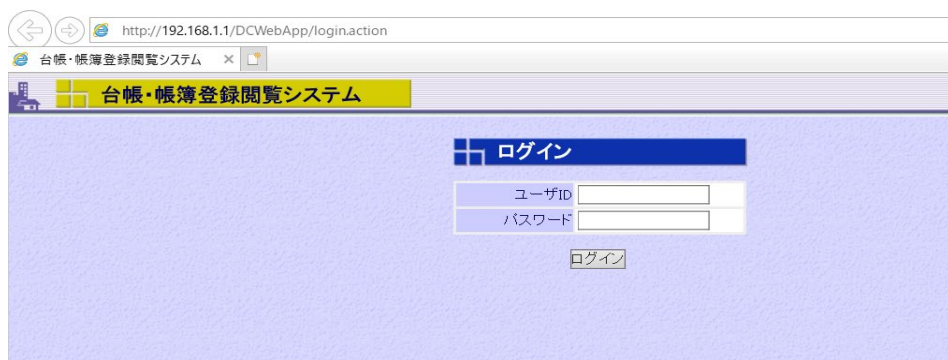 http://192.168.1.1/DCWebApp/login.action
台帳・帳簿登録閲覧システム
台帳・帳簿登録閲覧システム
ログイン
ユーザID
パスワード
ログイン